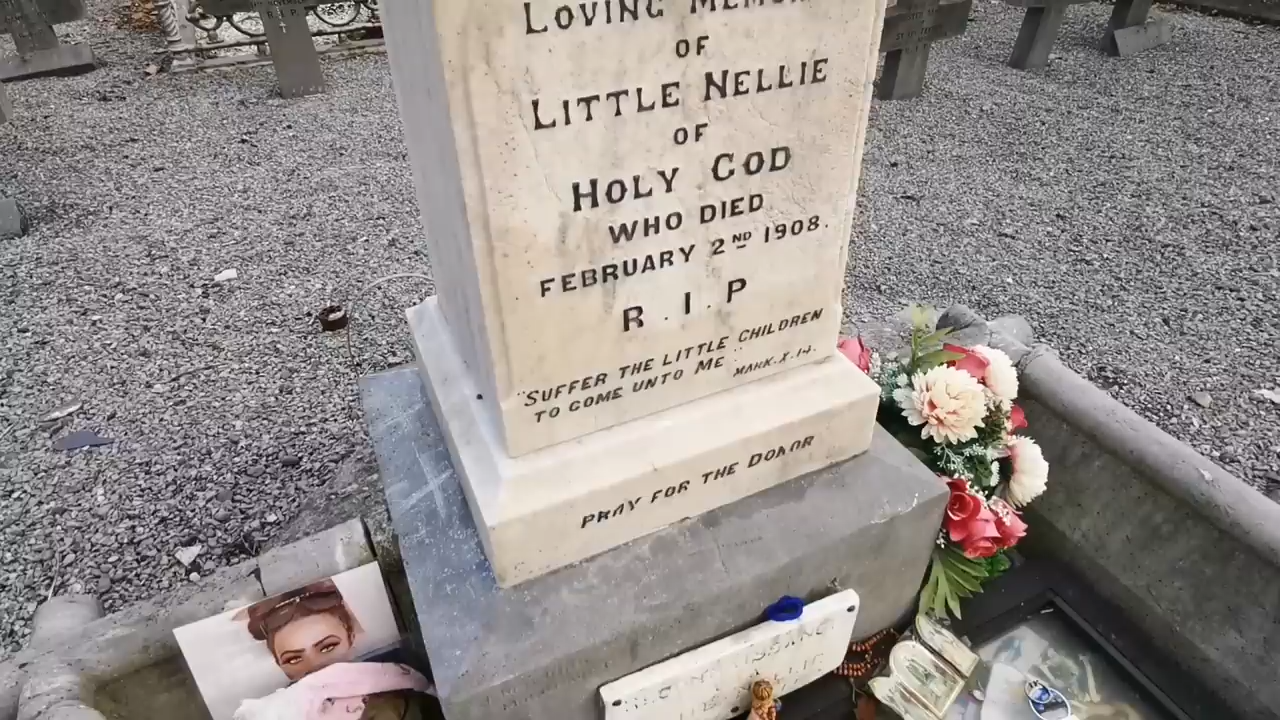 R.I.P
LOVING MEMORY
OF
LITTLE NELLIE
OF
HOLY GOD
WHO DIED
FEBRUARY 2ND 1908.
R.I.P
"SUFFER THE LITTLE CHILDREN
TO COME UNTO ME" MARK.X.14.
PRAY FOR THE DONOR